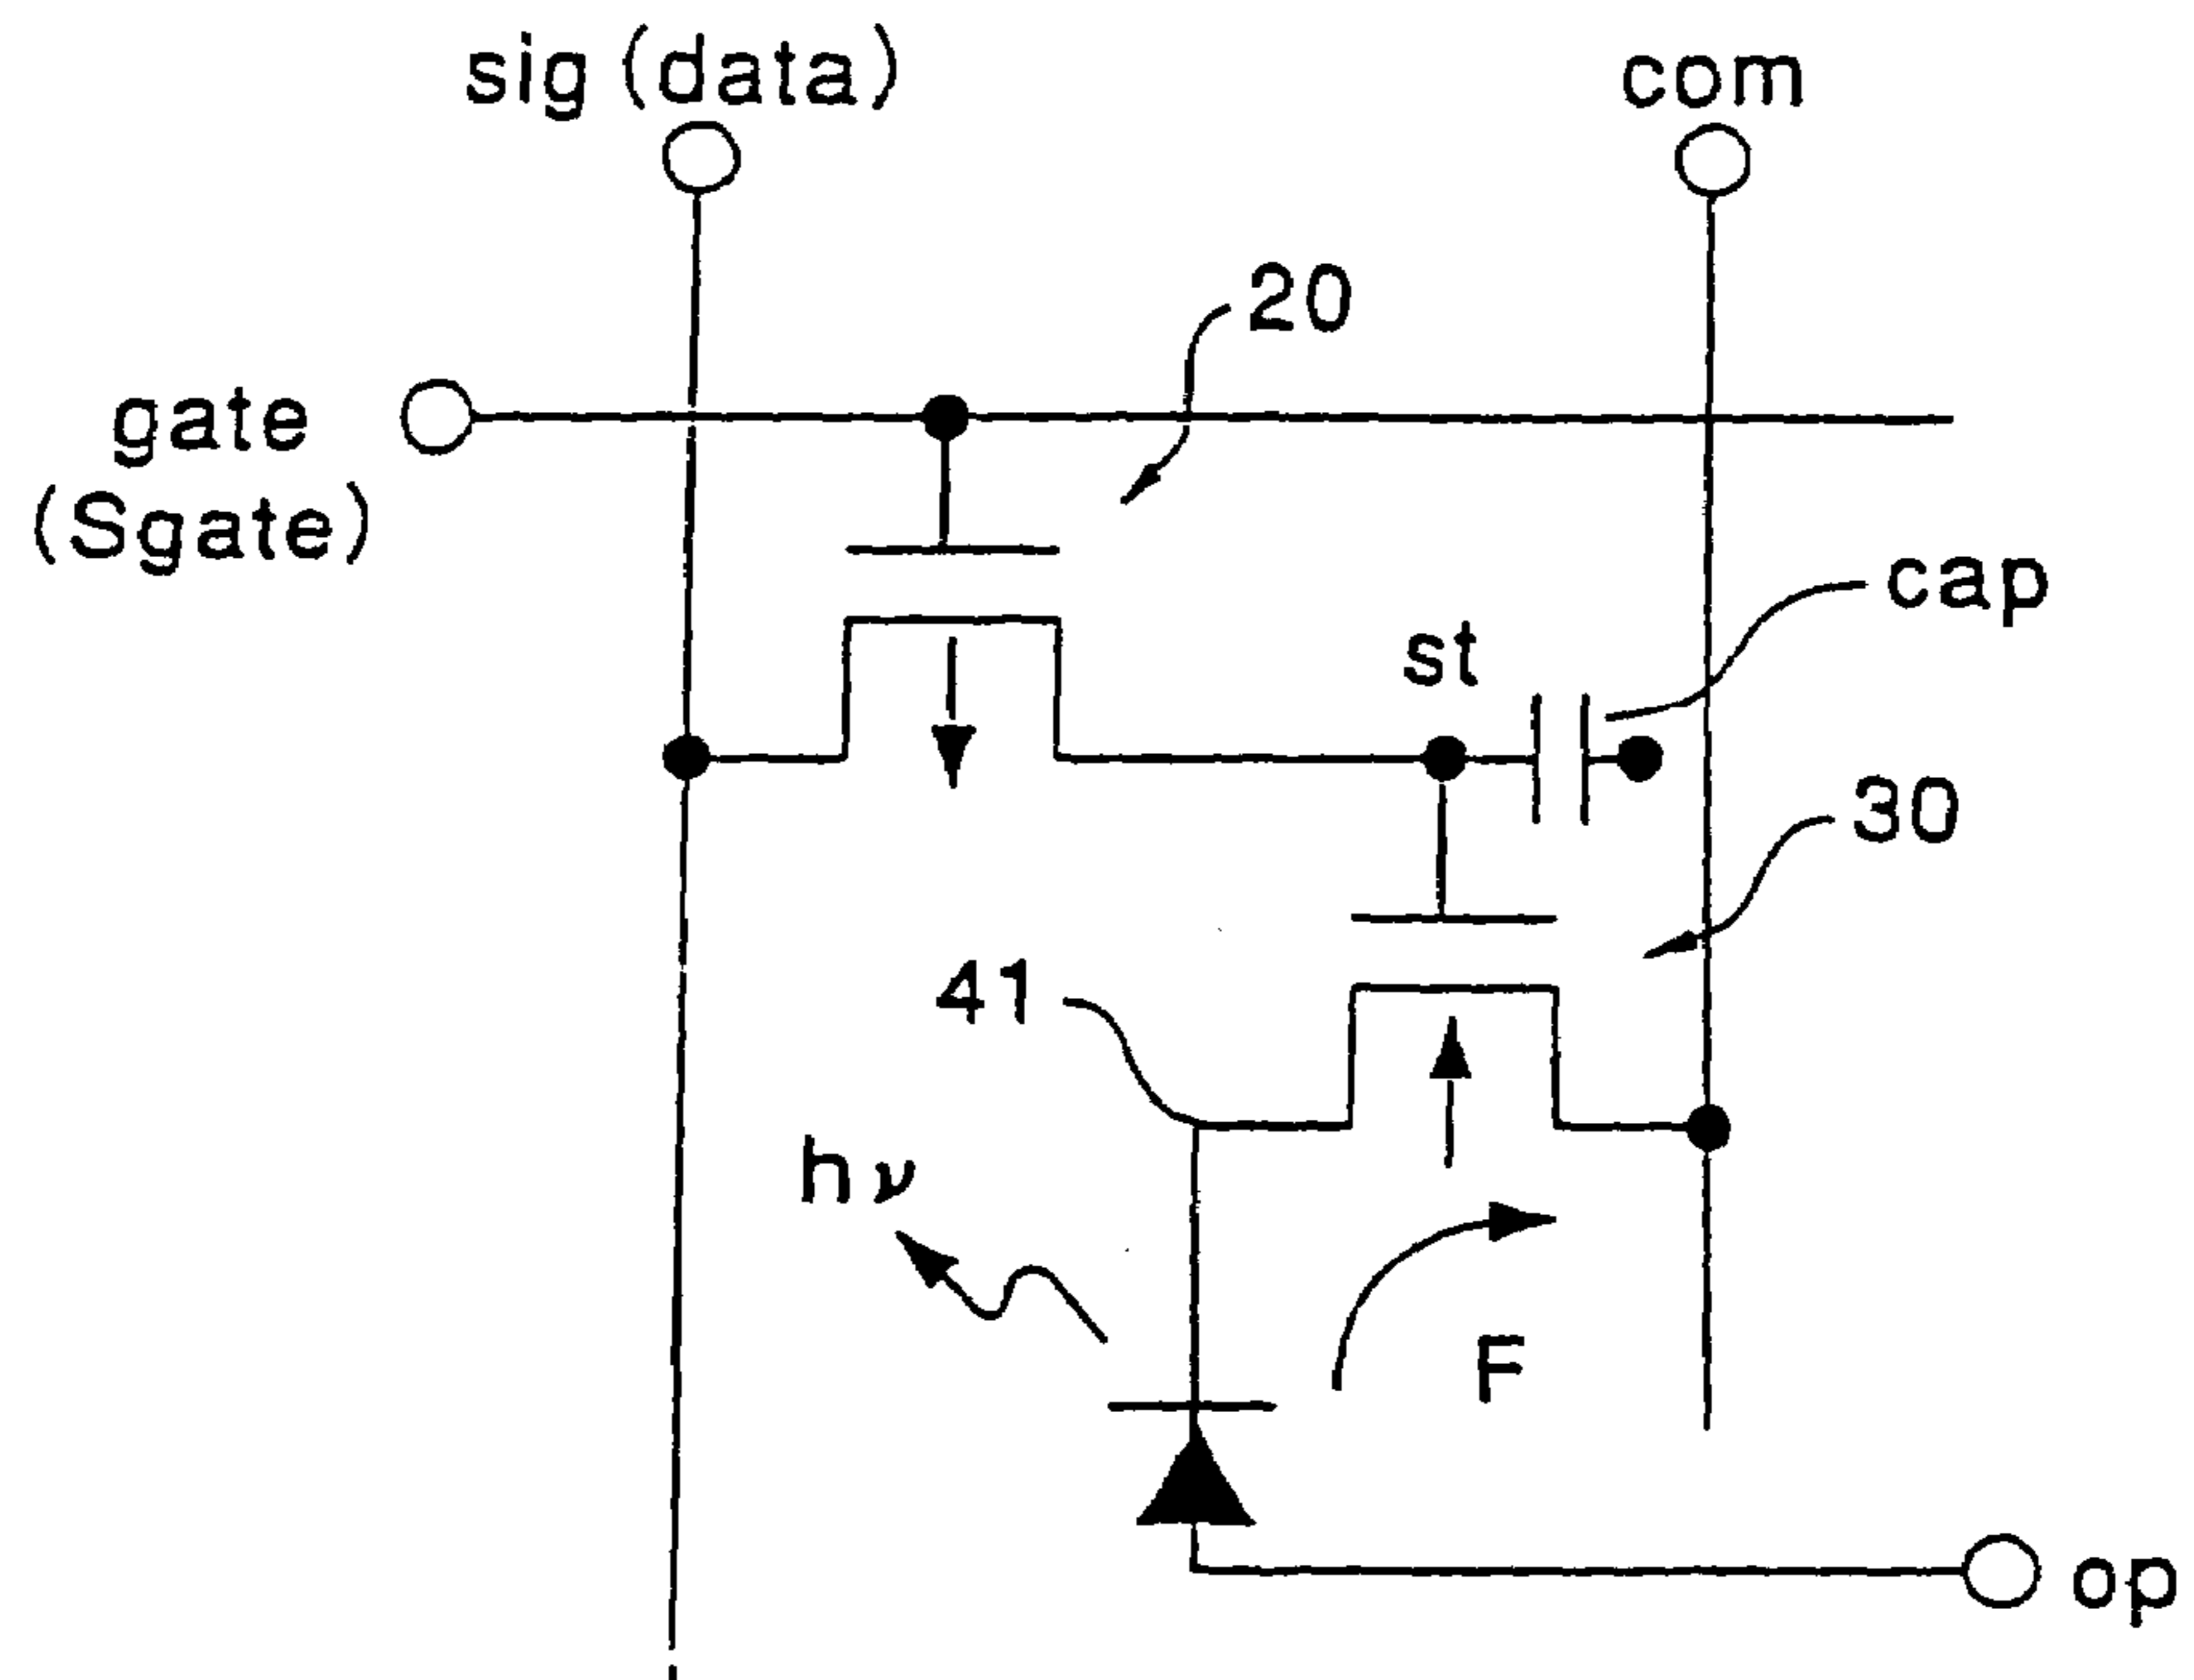 sig (data)
com
20
gate
(Sgate)
cap
st
30
41
hν
F
op